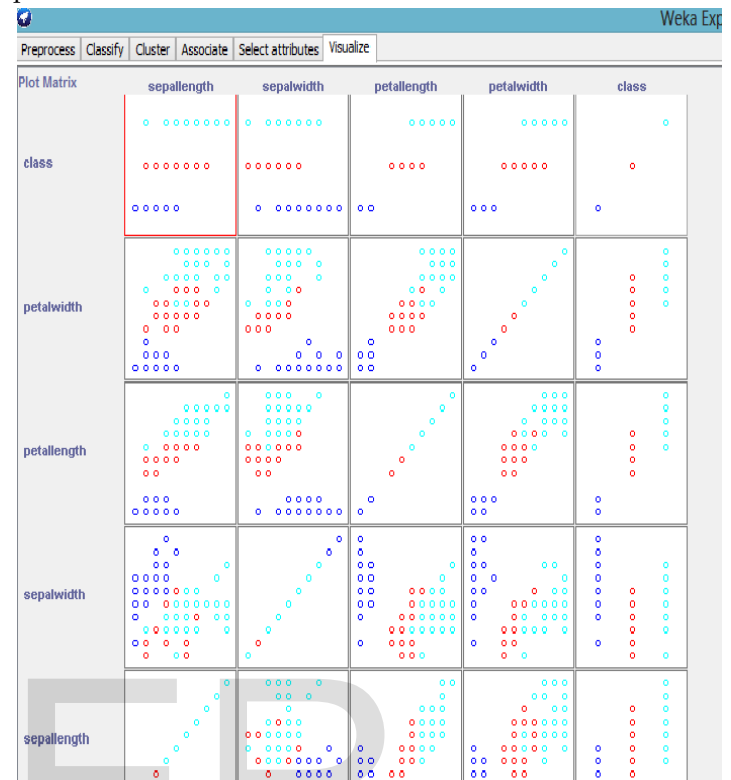 Weka Exp
Preprocess Classify Cluster Associate Select attributes Visualize
Plot Matrix sepallength sepalwidth petallength petalwidth class
class
petalwidth
petallength
sepalwidth
sepallength